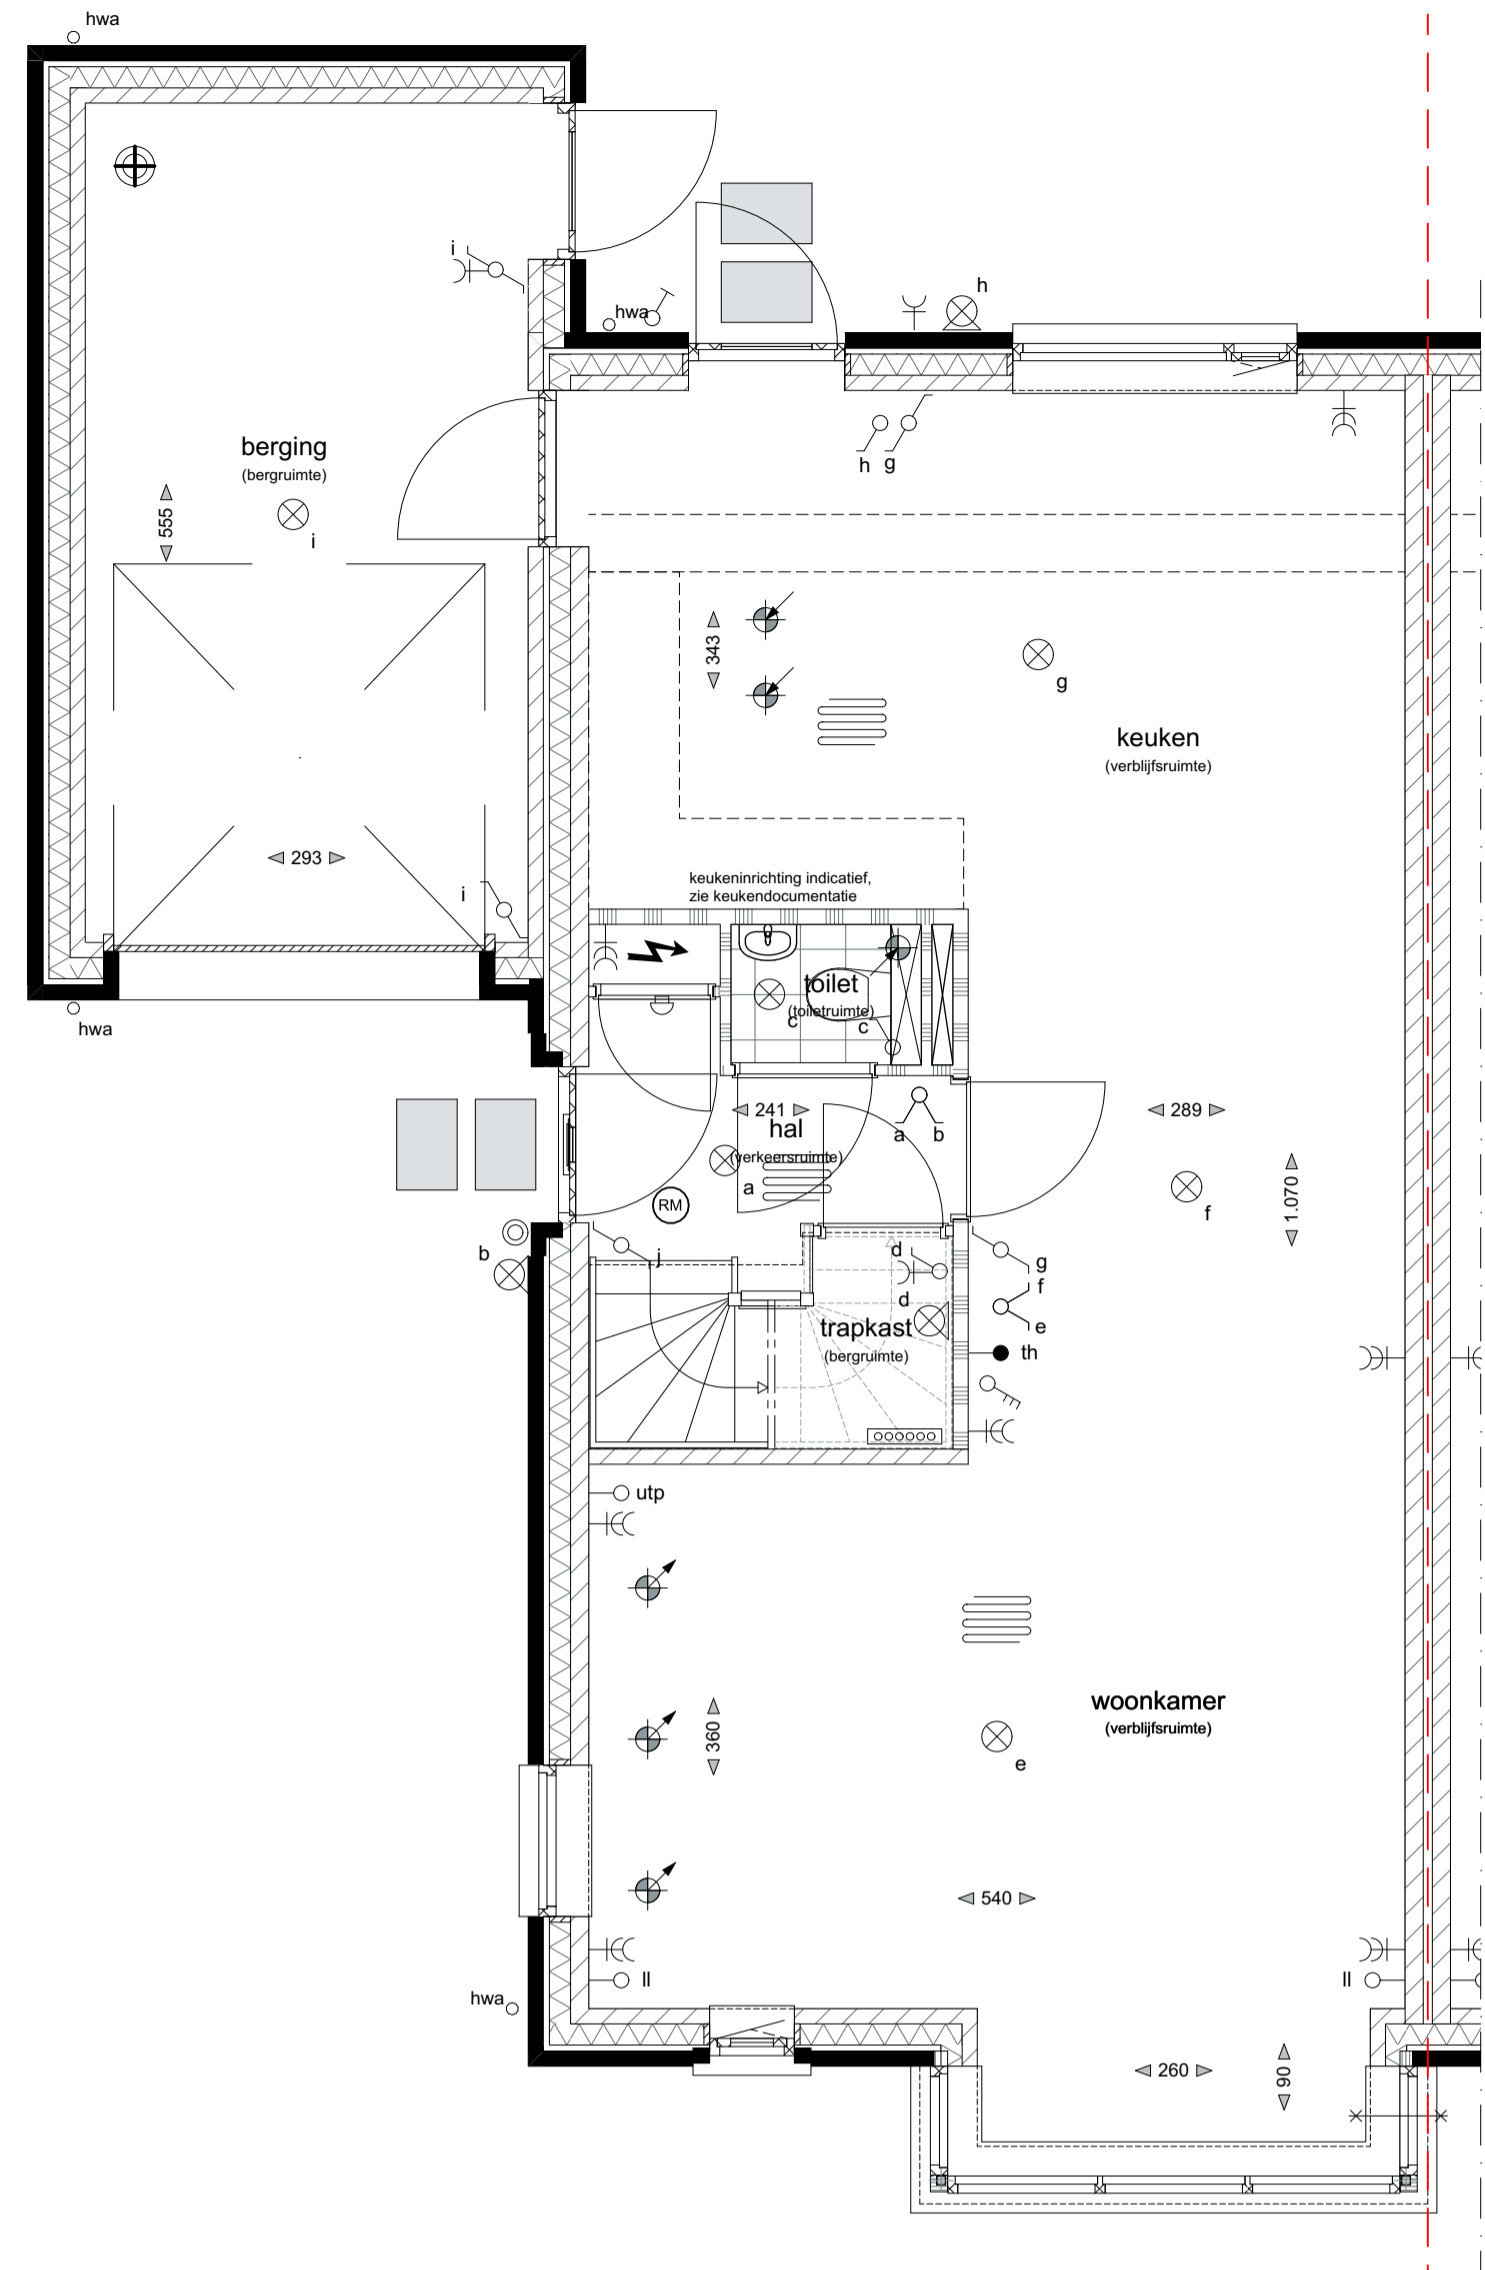 hwa
i
hwa
h
berging
(bergruimte)
h
g
555
i
343
g
keuken
(verblijfsruimte)
293
i
keukeninrichting indicatief,
zie keukendocumentatie
toilet
(toiletruimte)
c
c
hwa
241
hal
(verkeersruimte)
a
b
a
289
f
1.070
RM
b
j
d
d
g
f
e
trapkast
(bergruimte)
th
utp
woonkamer
(verblijfsruimte)
360
e
540
ll
ll
hwa
260
90